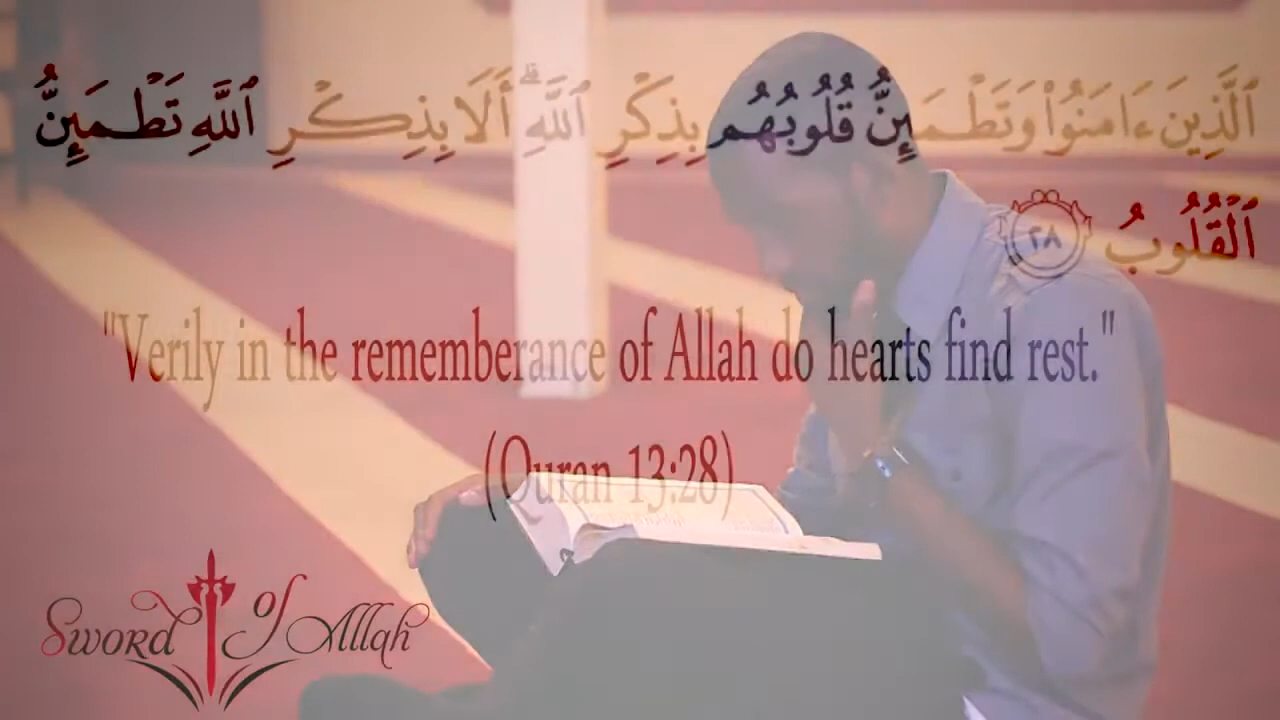 ٱلَّذِينَ ءَامَنُوا۟ وَتَطْمَئِنُّ قُلُوبُهُم بِذِكْرِ ٱللَّهِ ۗ أَلَا بِذِكْرِ ٱللَّهِ تَطْمَئِنُّ
ٱلْقُلُوبُ ٢٨
"Verily in the rememberance of Allah do hearts find rest."
(Quran 13:28)
Sword of Allah